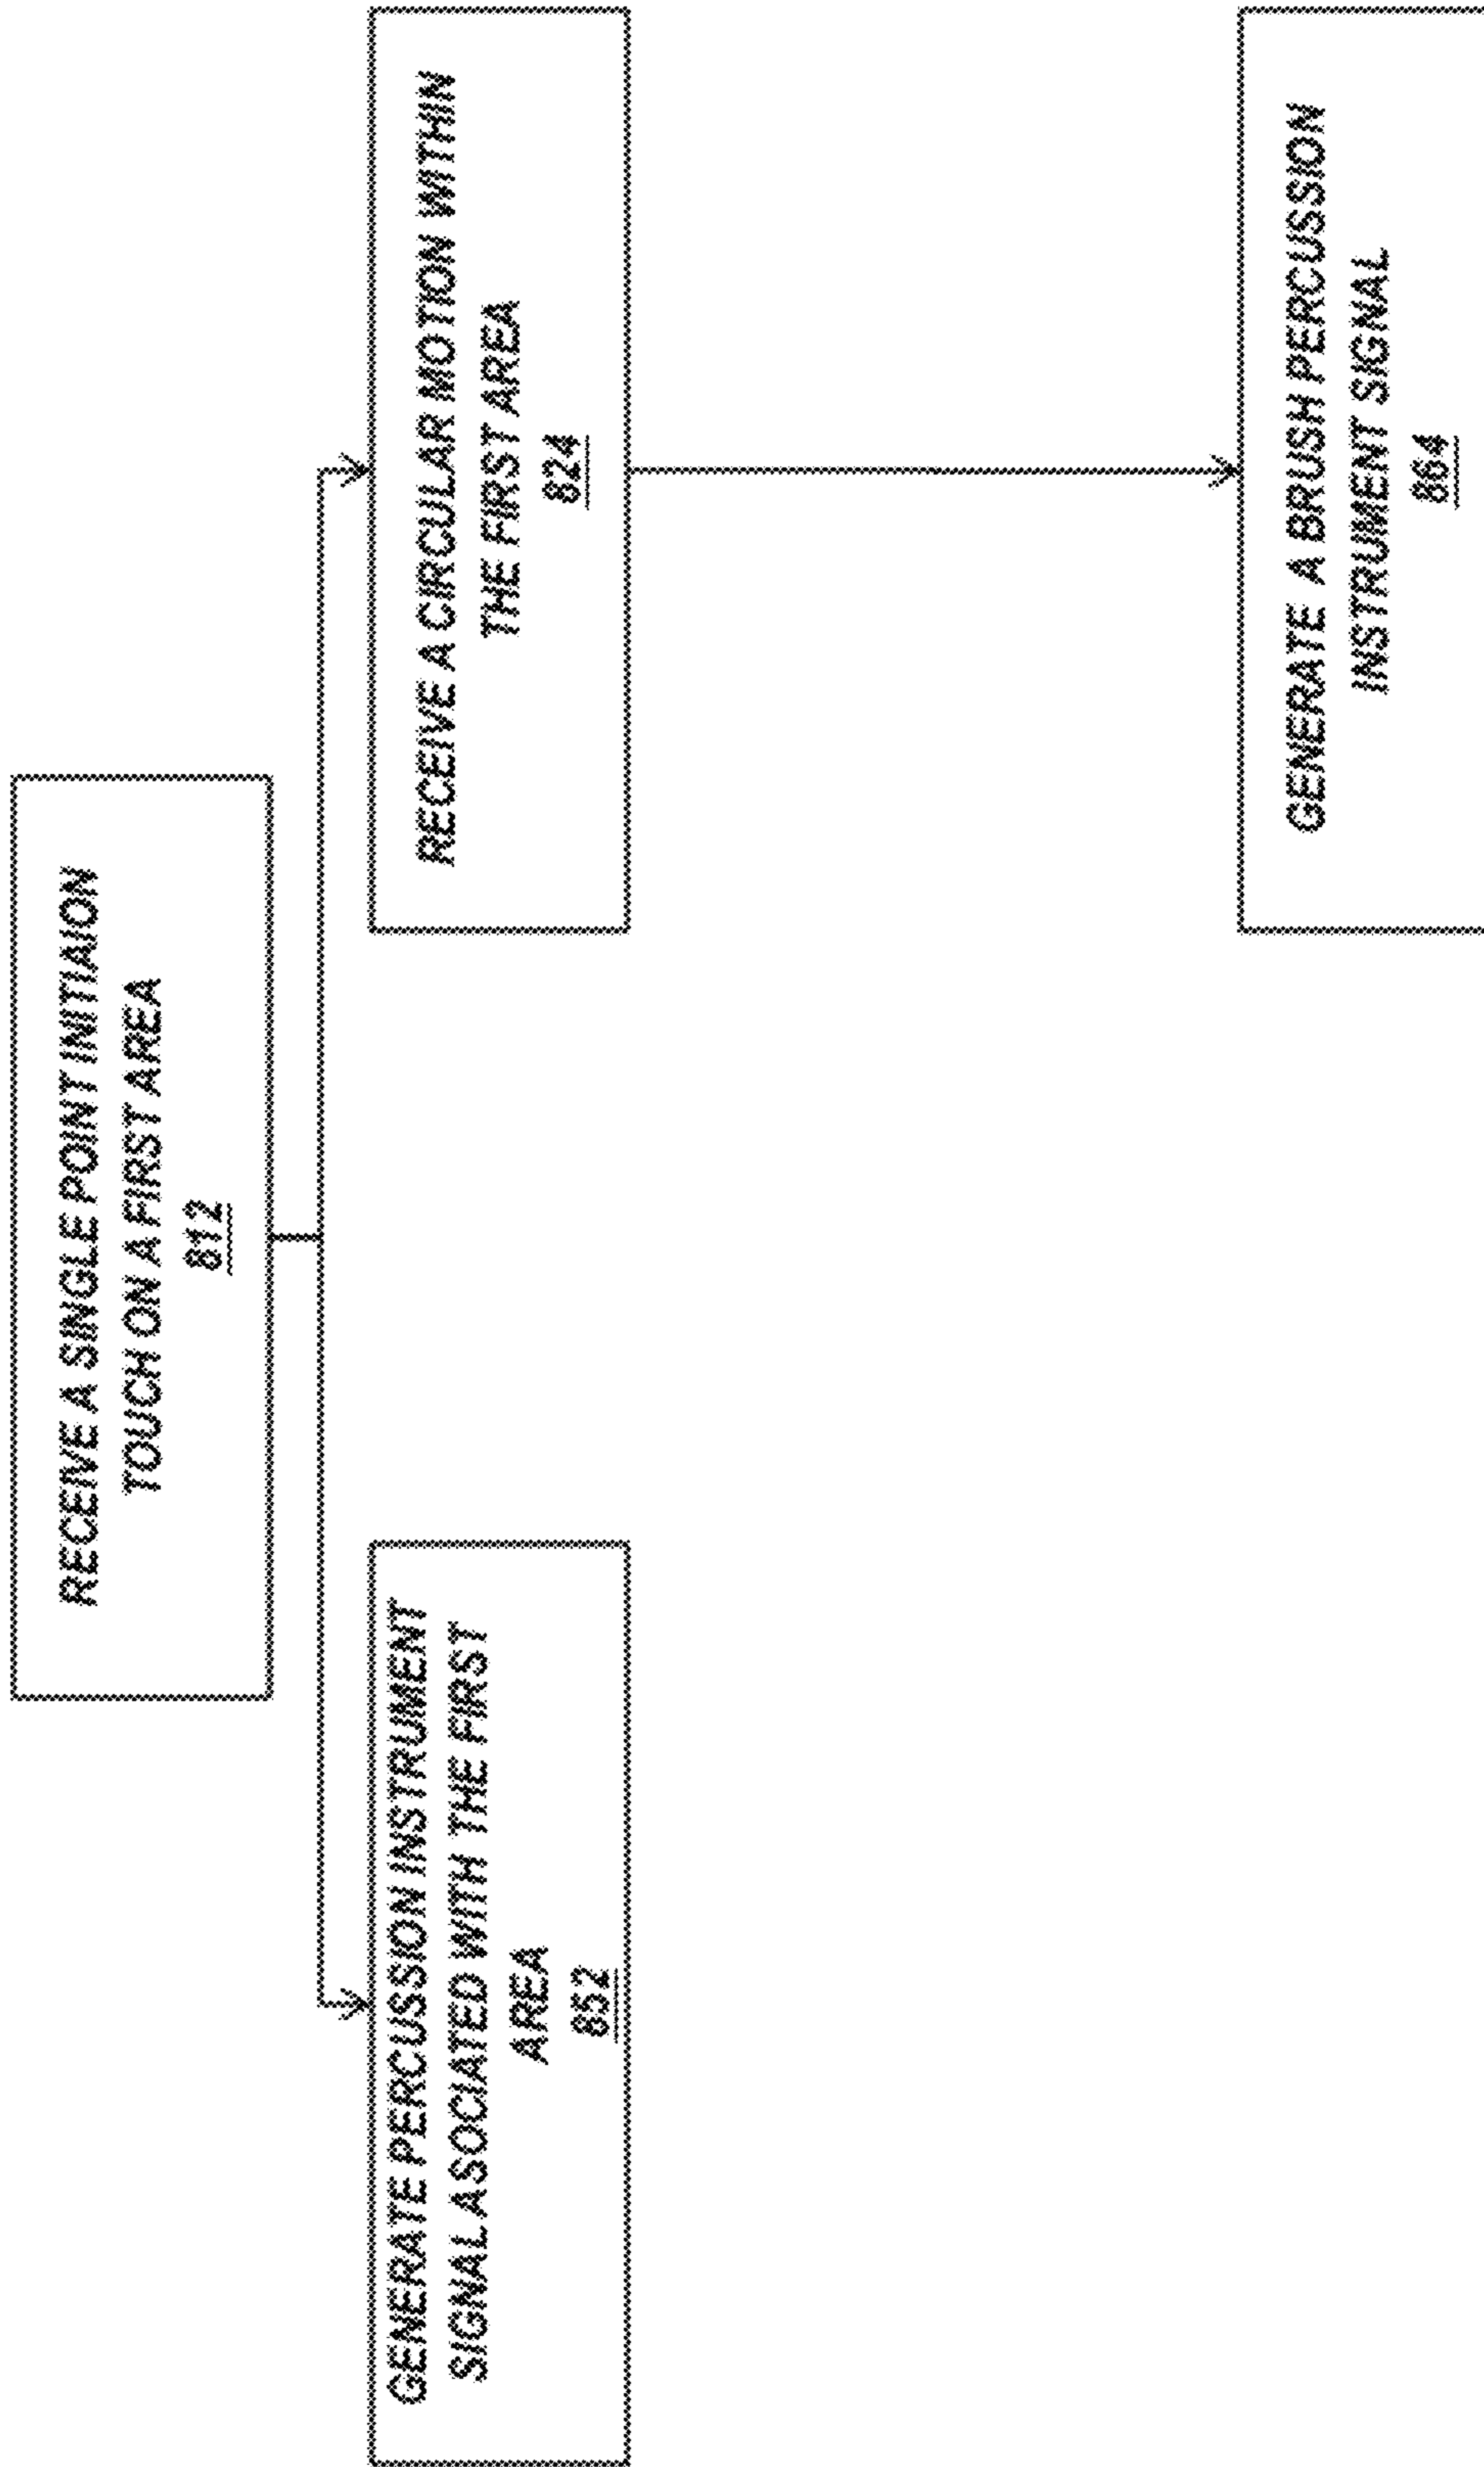 RECEIVE A SINGLE POINT INITIAION
TOUCH ON A FIRST AREA
812
GENERATE PERCUSSION INSTRUMENT
SIGNAL ASOCIATED WITH THE FIRST
AREA
852
RECEIVE A CIRCULAR MOTION WITHIN
THE FIRST AREA
824
GENERATE A BRUSH PERCUSSION
INSTRUMENT SIGNAL
864